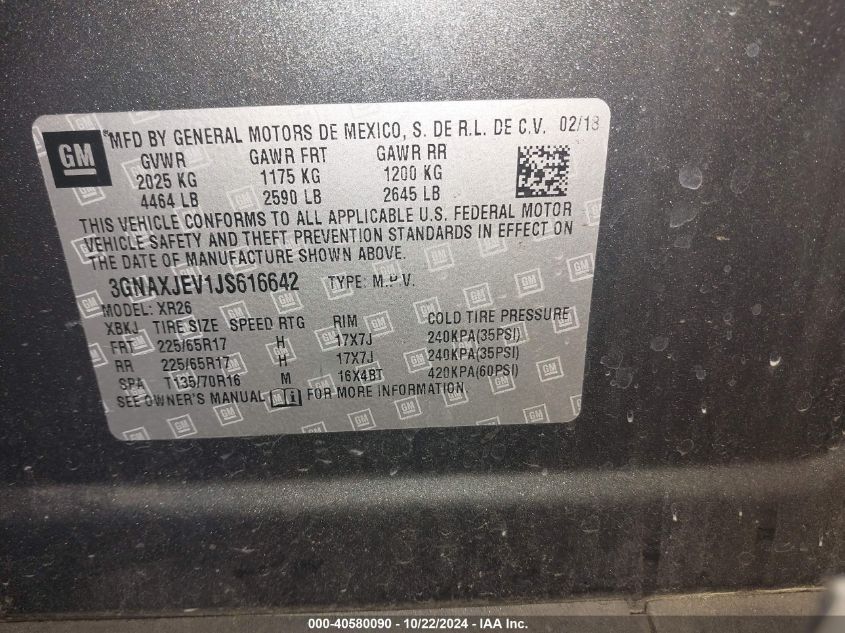 GM ® MFD BY GENERAL MOTORS DE MEXICO, S. DE R.L. DE C.V. 02/18
GVWR GAWR FRT GAWR RR
2025 KG 1175 KG 1200 KG
4464 LB 2590 LB 2645 LB
THIS VEHICLE CONFORMS TO ALL APPLICABLE U.S. FEDERAL MOTOR
VEHICLE SAFETY AND THEFT PREVENTION STANDARDS IN EFFECT ON
THE DATE OF MANUFACTURE SHOWN ABOVE.
3GNAXJEV1JS616642 TYPE: M.P.V.
MODEL: XR26
XBKJ TIRE SIZE SPEED RTG RIM COLD TIRE PRESSURE
FRT 225/65R17 H 17X7J 240KPA(35PSI)
RR 225/65R17 H 17X7J 240KPA(35PSI)
SPA T135/70R16 M 16X4BT 420KPA(60PSI)
SEE OWNER'S MANUAL FOR MORE INFORMATION.
000-40580090 - 10/22/2024 - IAA Inc.